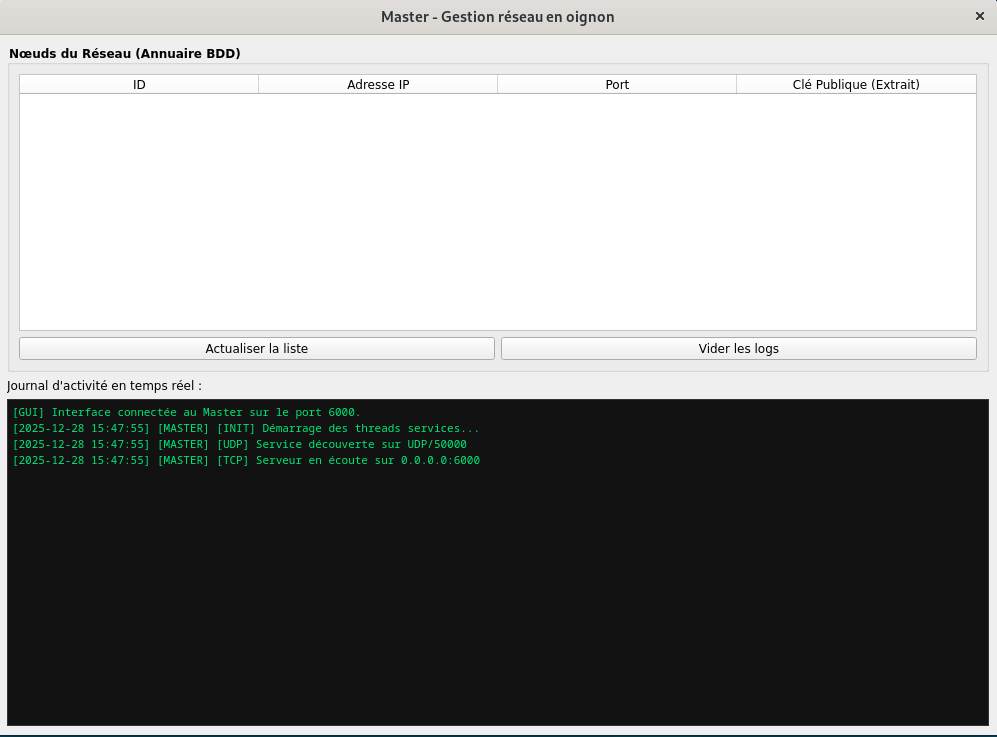 Master - Gestion réseau en oignon
Nœuds du Réseau (Annuaire BDD)
ID Adresse IP Port Clé Publique (Extrait)
Actualiser la liste Vider les logs
Journal d'activité en temps réel :
[GUI] Interface connectée au Master sur le port 6000.
[2025-12-28 15:47:55] [MASTER] [INIT] Démarrage des threads services...
[2025-12-28 15:47:55] [MASTER] [UDP] Service découverte sur UDP/50000
[2025-12-28 15:47:55] [MASTER] [TCP] Serveur en écoute sur 0.0.0.0:6000